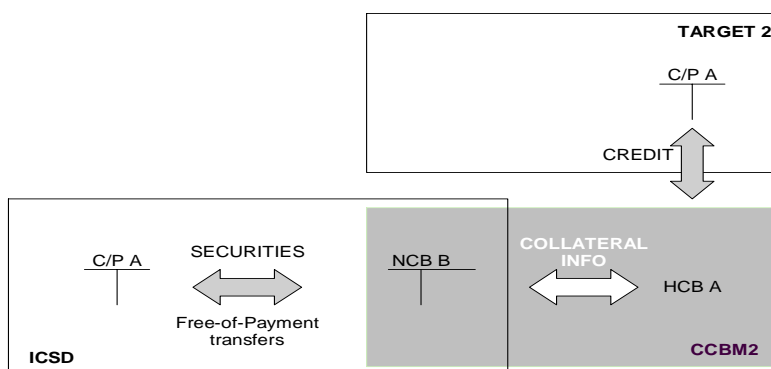 TARGET 2
C/P A
CREDIT
C/P A
SECURITIES
Free-of-Payment
transfers
ICSD
NCB B
COLLATERAL
INFO
HCB A
CCBM2